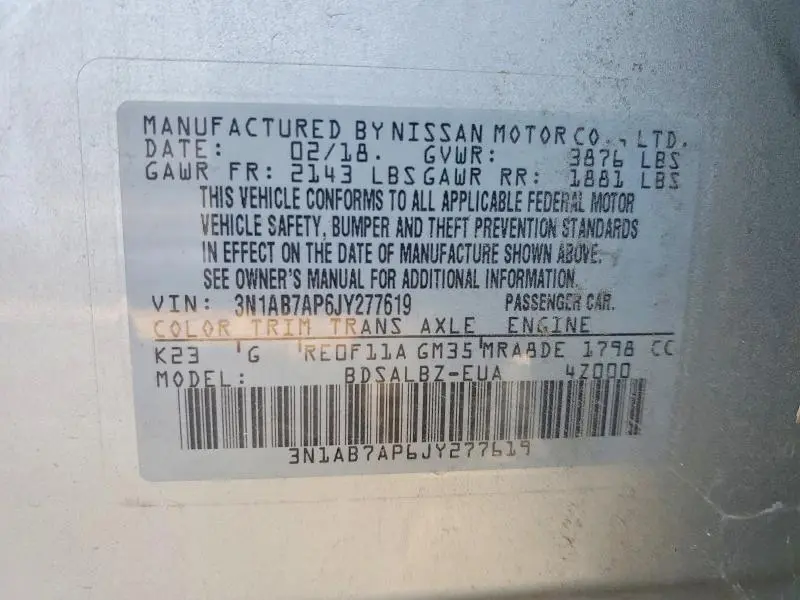 MANUFACTURED BY NISSAN MOTOR CO., LTD.
DATE: 02/18. GVWR: 3876 LBS
GAWR FR: 2143 LBS GAWR RR: 1881 LBS
THIS VEHICLE CONFORMS TO ALL APPLICABLE FEDERAL MOTOR
VEHICLE SAFETY, BUMPER AND THEFT PREVENTION STANDARDS
IN EFFECT ON THE DATE OF MANUFACTURE SHOWN ABOVE.
SEE OWNER'S MANUAL FOR ADDITIONAL INFORMATION.
VIN: 3N1AB7AP6JY277619 PASSENGER CAR.
COLOR TRIM TRANS AXLE ENGINE
K23 G RE0F11A GM35 MRA8DE 1798 CC
MODEL: BDSALBZ-EUA 4Z000
3N1AB7AP6JY277619